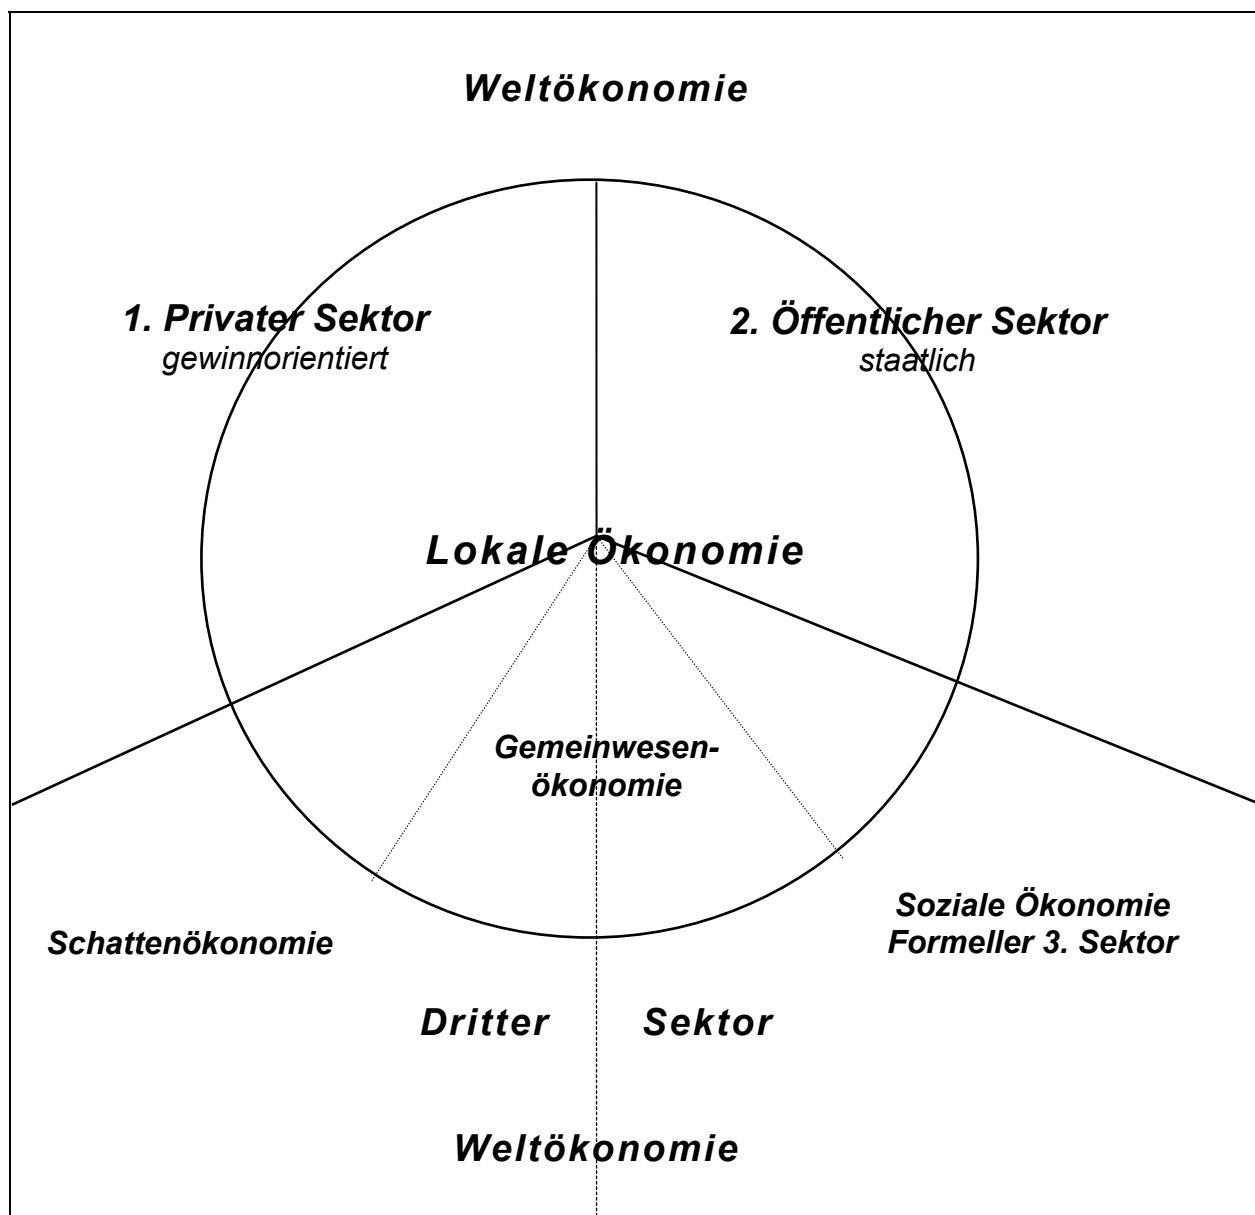 Weltökonomie
1. Privater Sektor
gewinnorientiert
2. Öffentlicher Sektor
staatlich
Lokale Ökonomie
Gemeinwesen-
ökonomie
Schattenökonomie
Soziale Ökonomie
Formeller 3. Sektor
Dritter Sektor
Weltökonomie